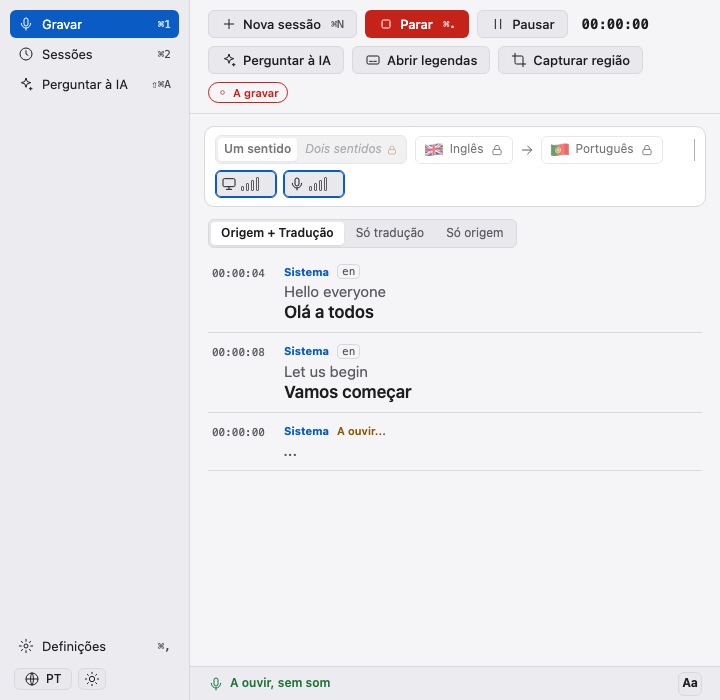 Gravar ⌘1
Sessões ⌘2
Perguntar à IA ⇧⌘A
Nova sessão ⌘N
Parar ⌘.
Pausar
00:00:00
Perguntar à IA
Abrir legendas
Capturar região
A gravar
Um sentido
Dois sentidos
Inglês
Português
Origem + Tradução
Só tradução
Só origem
00:00:04 Sistema en
Hello everyone
Olá a todos
00:00:08 Sistema en
Let us begin
Vamos começar
00:00:00 Sistema A ouvir...
...
Definições ⌘,
PT
A ouvir, sem som
Aa